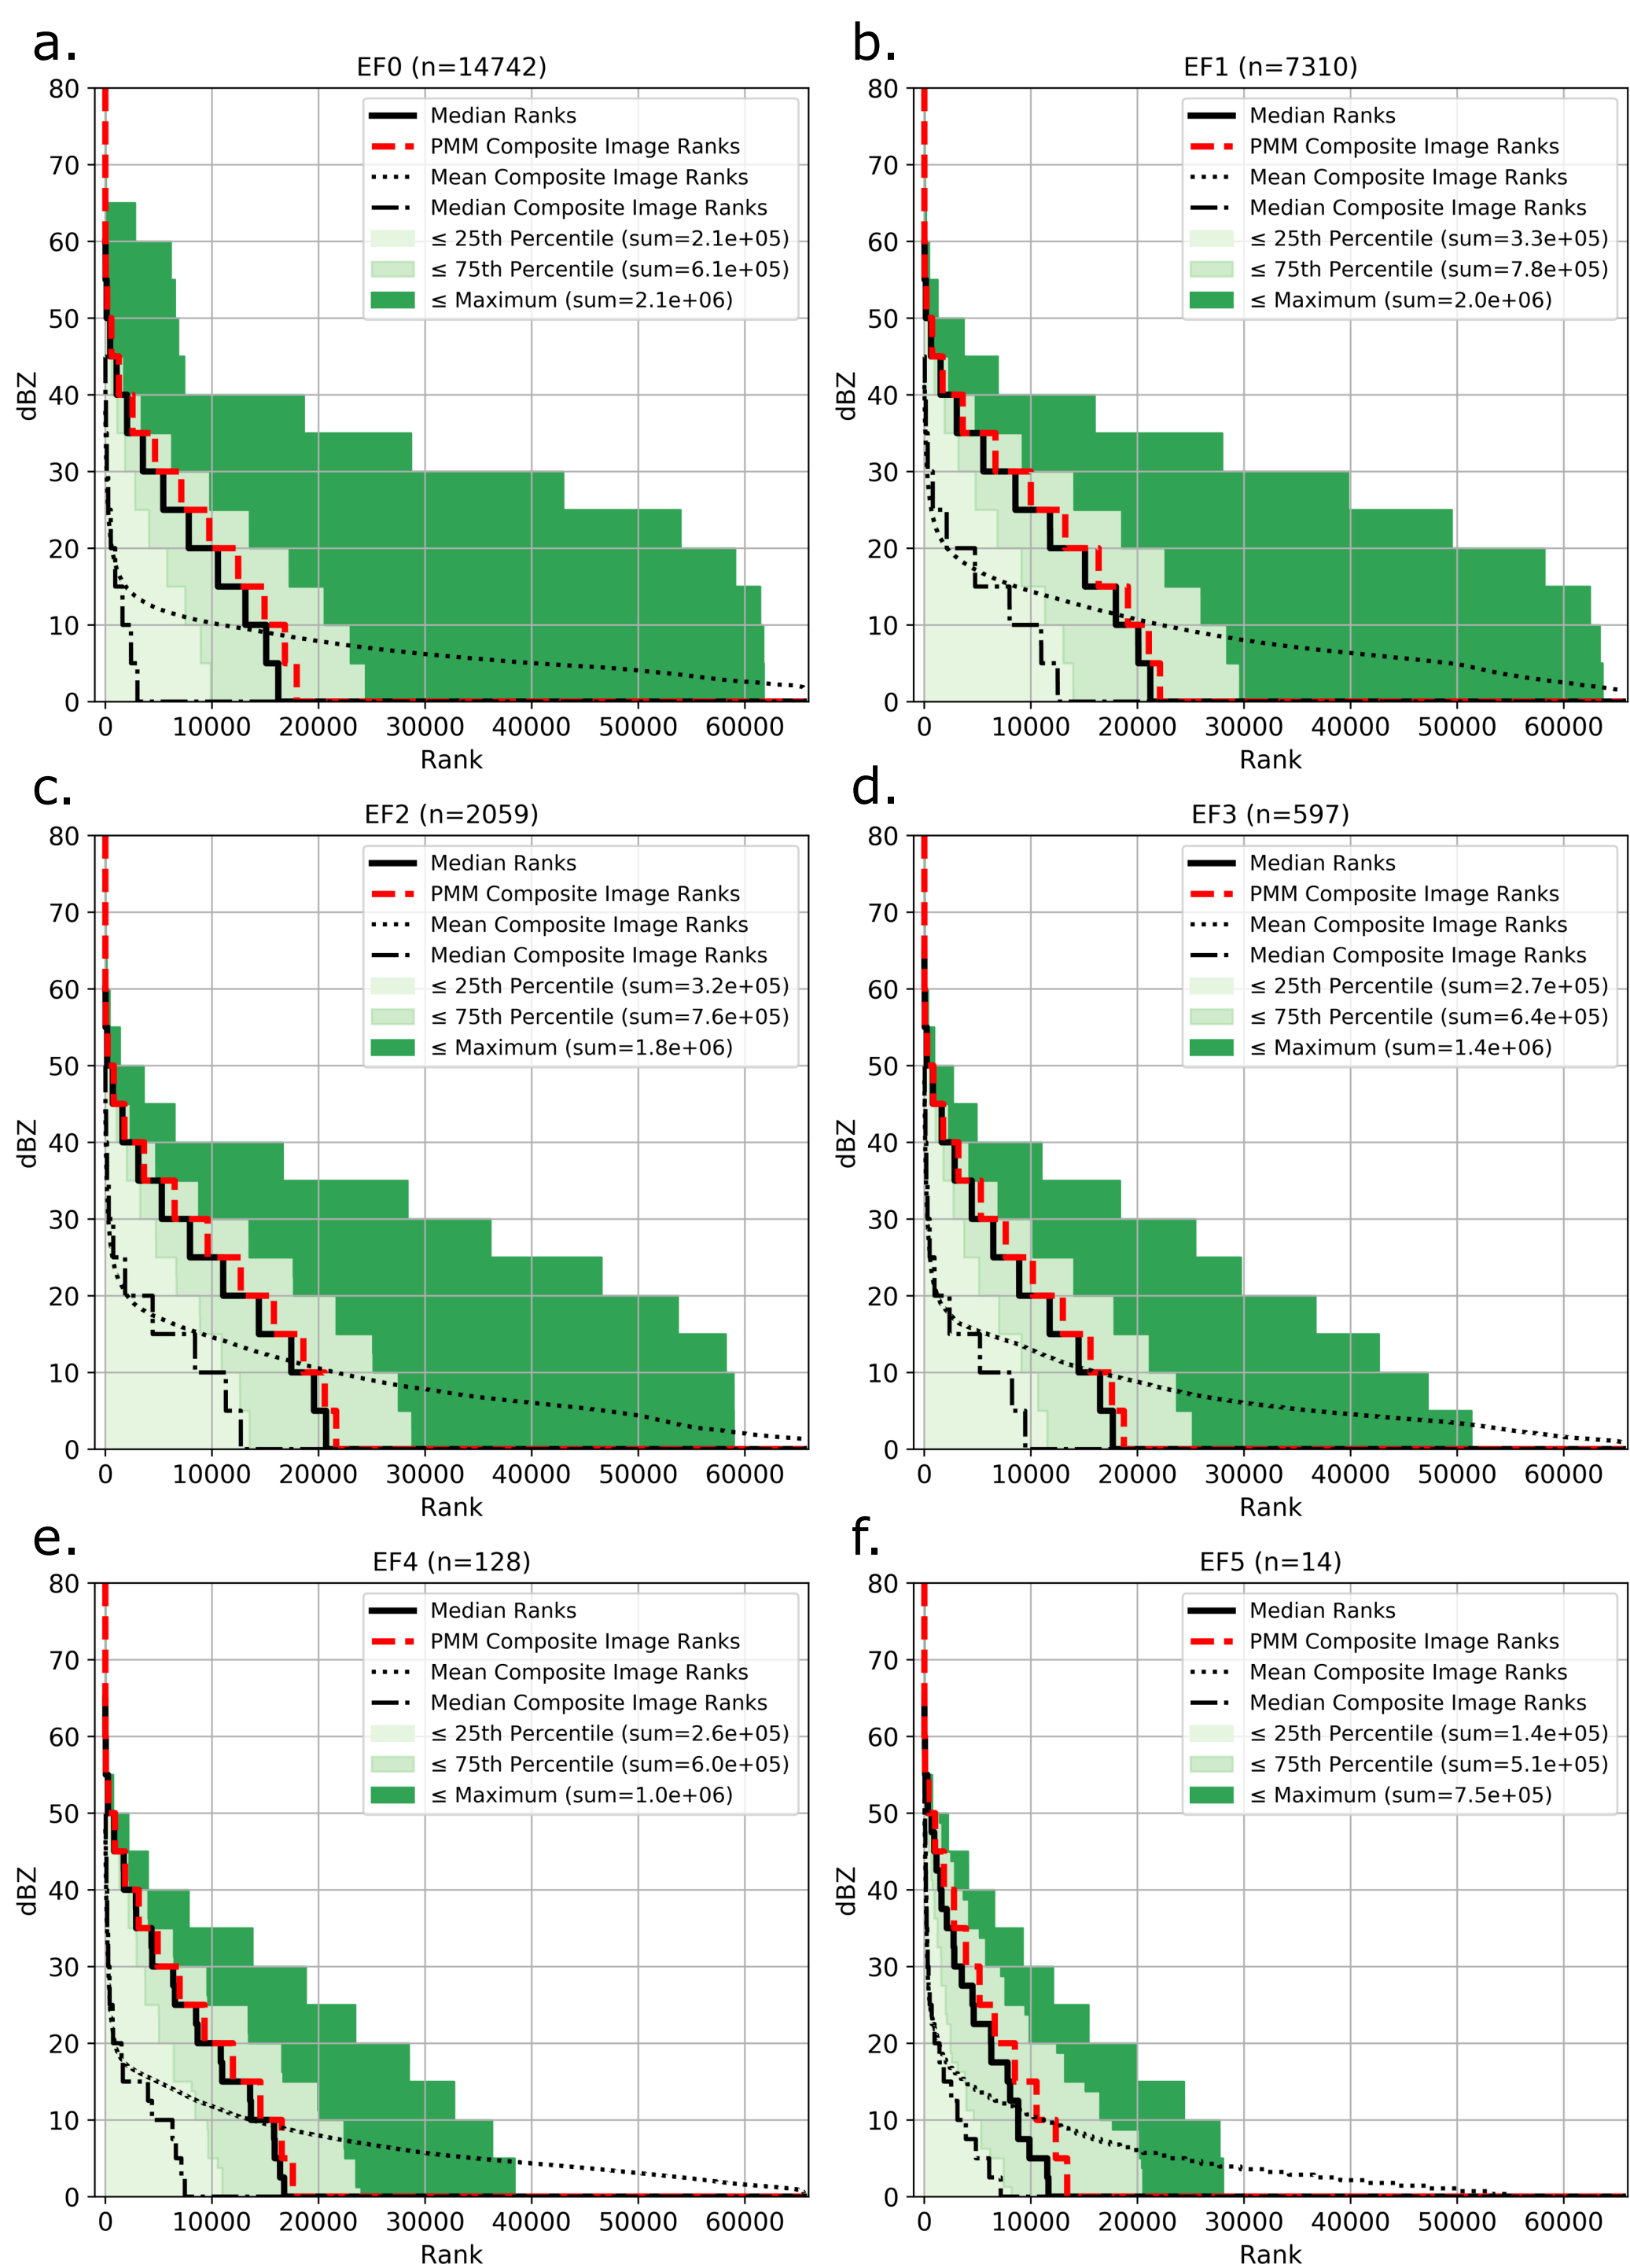 a.
EF0 (n=14742)
80
70
60
50
40
30
20
10
0
dBZ
Median Ranks
PMM Composite Image Ranks
Mean Composite Image Ranks
Median Composite Image Ranks
≤ 25th Percentile (sum=2.1e+05)
≤ 75th Percentile (sum=6.1e+05)
≤ Maximum (sum=2.1e+06)
0 10000 20000 30000 40000 50000 60000
Rank
b.
EF1 (n=7310)
80
70
60
50
40
30
20
10
0
dBZ
Median Ranks
PMM Composite Image Ranks
Mean Composite Image Ranks
Median Composite Image Ranks
≤ 25th Percentile (sum=3.3e+05)
≤ 75th Percentile (sum=7.8e+05)
≤ Maximum (sum=2.0e+06)
0 10000 20000 30000 40000 50000 60000
Rank
c.
EF2 (n=2059)
80
70
60
50
40
30
20
10
0
dBZ
Median Ranks
PMM Composite Image Ranks
Mean Composite Image Ranks
Median Composite Image Ranks
≤ 25th Percentile (sum=3.2e+05)
≤ 75th Percentile (sum=7.6e+05)
≤ Maximum (sum=1.8e+06)
0 10000 20000 30000 40000 50000 60000
Rank
d.
EF3 (n=597)
80
70
60
50
40
30
20
10
0
dBZ
Median Ranks
PMM Composite Image Ranks
Mean Composite Image Ranks
Median Composite Image Ranks
≤ 25th Percentile (sum=2.7e+05)
≤ 75th Percentile (sum=6.4e+05)
≤ Maximum (sum=1.4e+06)
0 10000 20000 30000 40000 50000 60000
Rank
e.
EF4 (n=128)
80
70
60
50
40
30
20
10
0
dBZ
Median Ranks
PMM Composite Image Ranks
Mean Composite Image Ranks
Median Composite Image Ranks
≤ 25th Percentile (sum=2.6e+05)
≤ 75th Percentile (sum=6.0e+05)
≤ Maximum (sum=1.0e+06)
0 10000 20000 30000 40000 50000 60000
Rank
f.
EF5 (n=14)
80
70
60
50
40
30
20
10
0
dBZ
Median Ranks
PMM Composite Image Ranks
Mean Composite Image Ranks
Median Composite Image Ranks
≤ 25th Percentile (sum=1.4e+05)
≤ 75th Percentile (sum=5.1e+05)
≤ Maximum (sum=7.5e+05)
0 10000 20000 30000 40000 50000 60000
Rank